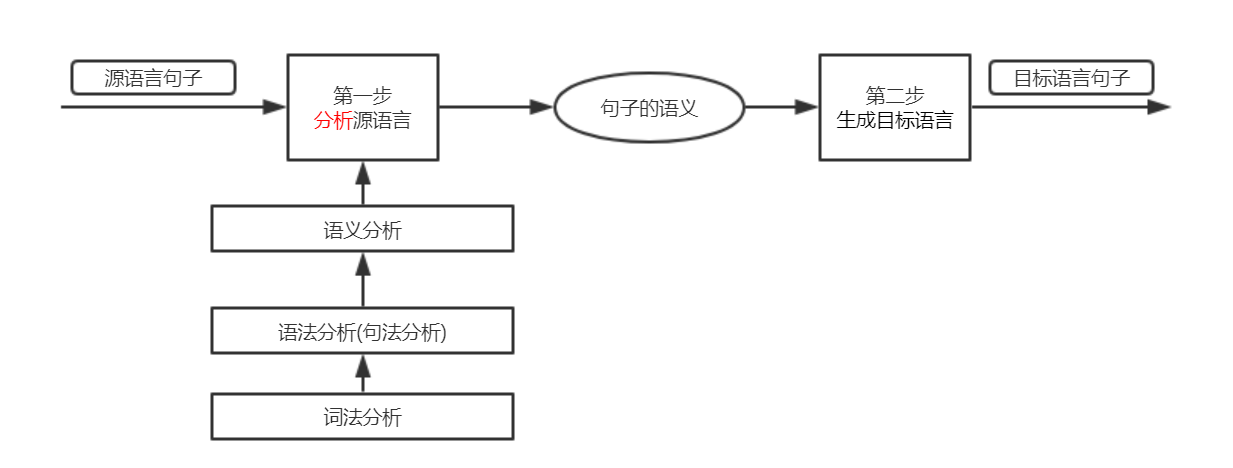 源语言句子
第一步
分析源语言
句子的语义
第二步
生成目标语言
目标语言句子
语义分析
语法分析(句法分析)
词法分析